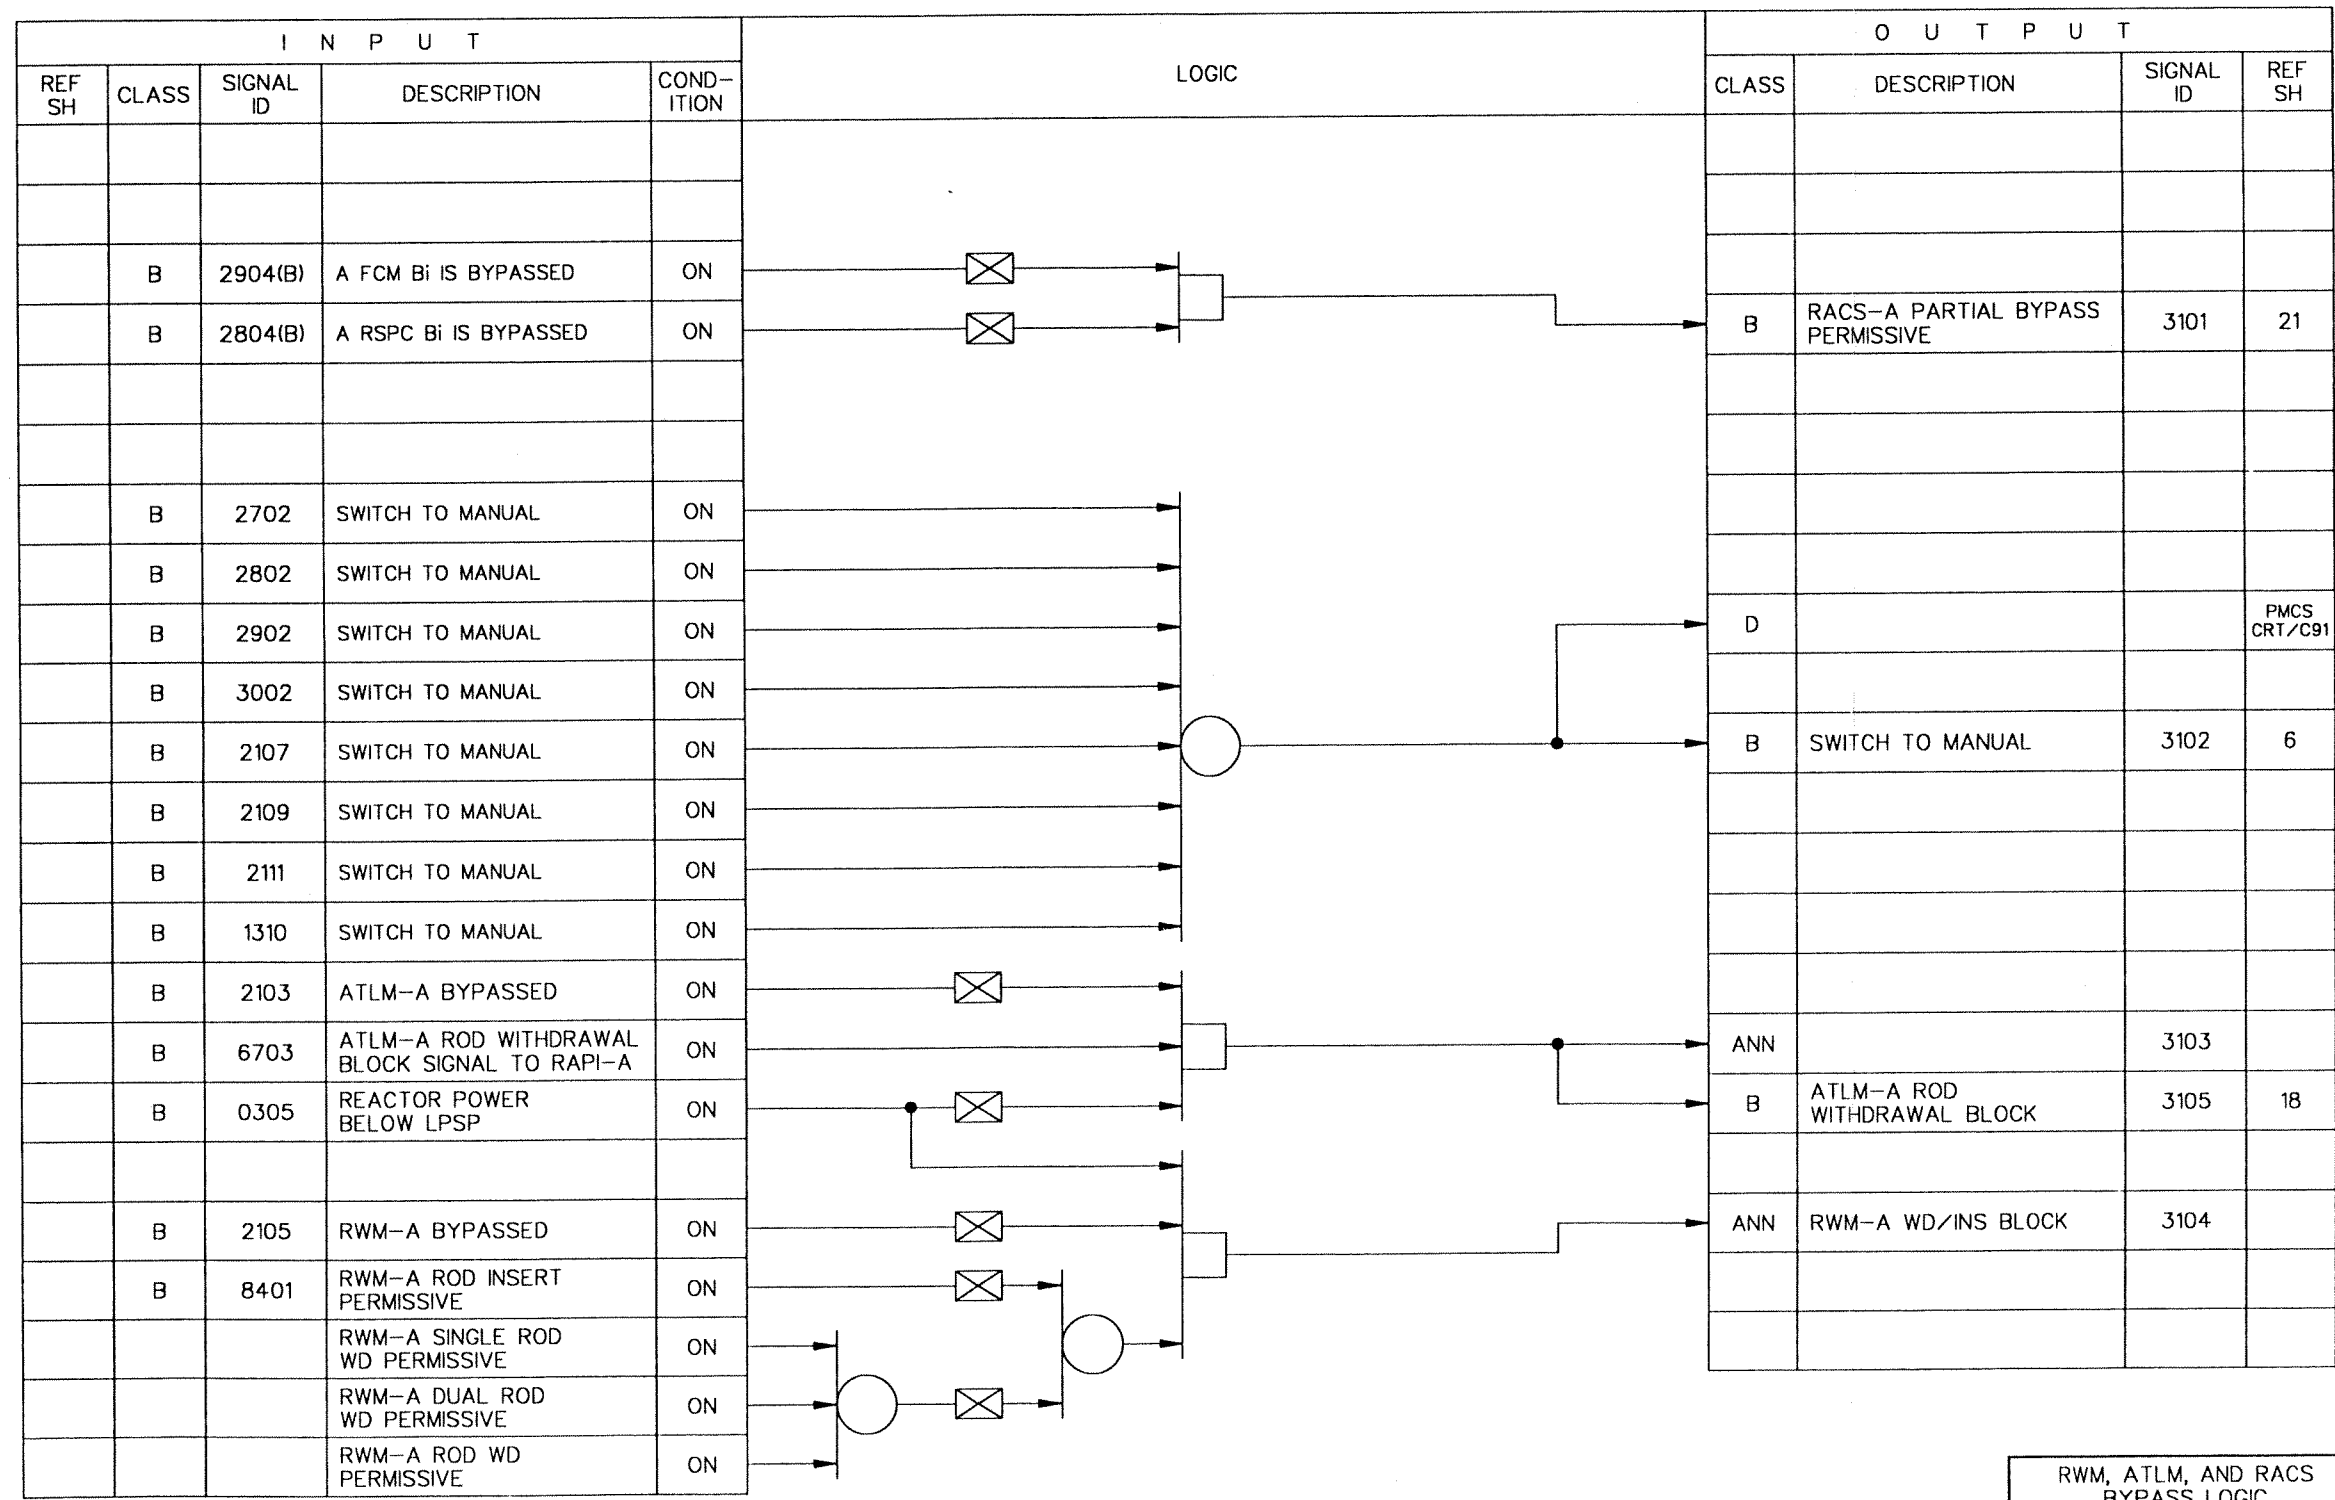 I N P U T
LOGIC
O U T P U T
REF SH
CLASS
SIGNAL ID
DESCRIPTION
COND-ITION
CLASS
DESCRIPTION
SIGNAL ID
REF SH
B 2904(B) A FCM Bi IS BYPASSED ON
B 2804(B) A RSPC Bi IS BYPASSED ON
B RACS-A PARTIAL BYPASS
PERMISSIVE
3101 21
B 2702 SWITCH TO MANUAL ON
B 2802 SWITCH TO MANUAL ON
B 2902 SWITCH TO MANUAL ON
D PMCS
CRT/C91
B 3002 SWITCH TO MANUAL ON
B 2107 SWITCH TO MANUAL ON
B SWITCH TO MANUAL 3102 6
B 2109 SWITCH TO MANUAL ON
B 2111 SWITCH TO MANUAL ON
B 1310 SWITCH TO MANUAL ON
B 2103 ATLM-A BYPASSED ON
B 6703 ATLM-A ROD WITHDRAWAL
BLOCK SIGNAL TO RAPI-A
ON
ANN 3103
B 0305 REACTOR POWER
BELOW LPSP
ON
B ATLM-A ROD
WITHDRAWAL BLOCK
3105 18
B 2105 RWM-A BYPASSED ON
ANN RWM-A WD/INS BLOCK 3104
B 8401 RWM-A ROD INSERT
PERMISSIVE
ON
RWM-A SINGLE ROD
WD PERMISSIVE
ON
RWM-A DUAL ROD
WD PERMISSIVE
ON
RWM-A ROD WD
PERMISSIVE
ON
RWM, ATLM, AND RACS
BYPASS LOGIC